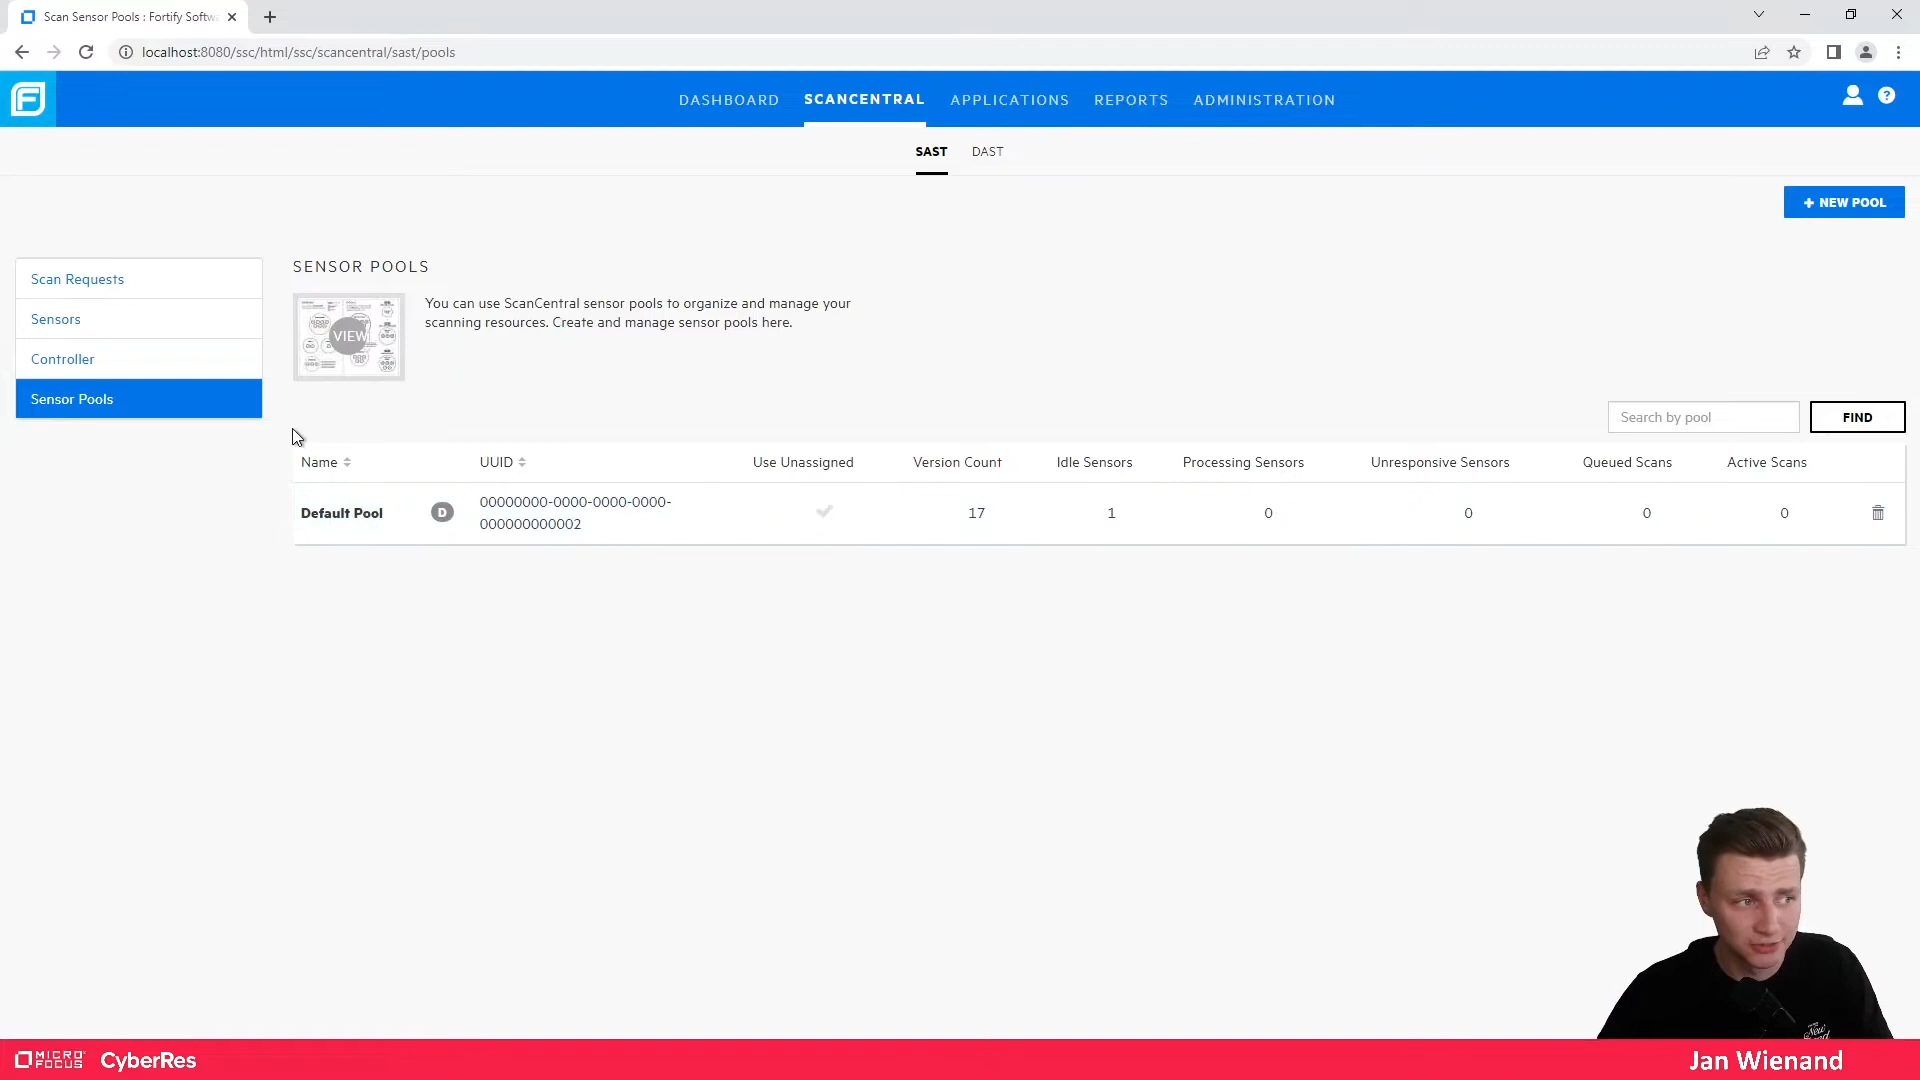 Scan Sensor Pools : Fortify Softw
localhost:8080/ssc/html/ssc/scancentral/sast/pools
DASHBOARD SCANCENTRAL APPLICATIONS REPORTS ADMINISTRATION
SAST DAST
+ NEW POOL
Scan Requests
Sensors
Controller
Sensor Pools
SENSOR POOLS
VIEW
You can use ScanCentral sensor pools to organize and manage your
scanning resources. Create and manage sensor pools here.
Search by pool FIND
Name UUID Use Unassigned Version Count Idle Sensors Processing Sensors Unresponsive Sensors Queued Scans Active Scans
Default Pool D 00000000-0000-0000-0000-
000000000002 17 1 0 0 0 0
MICRO
FOCUS CyberRes
Jan Wienand